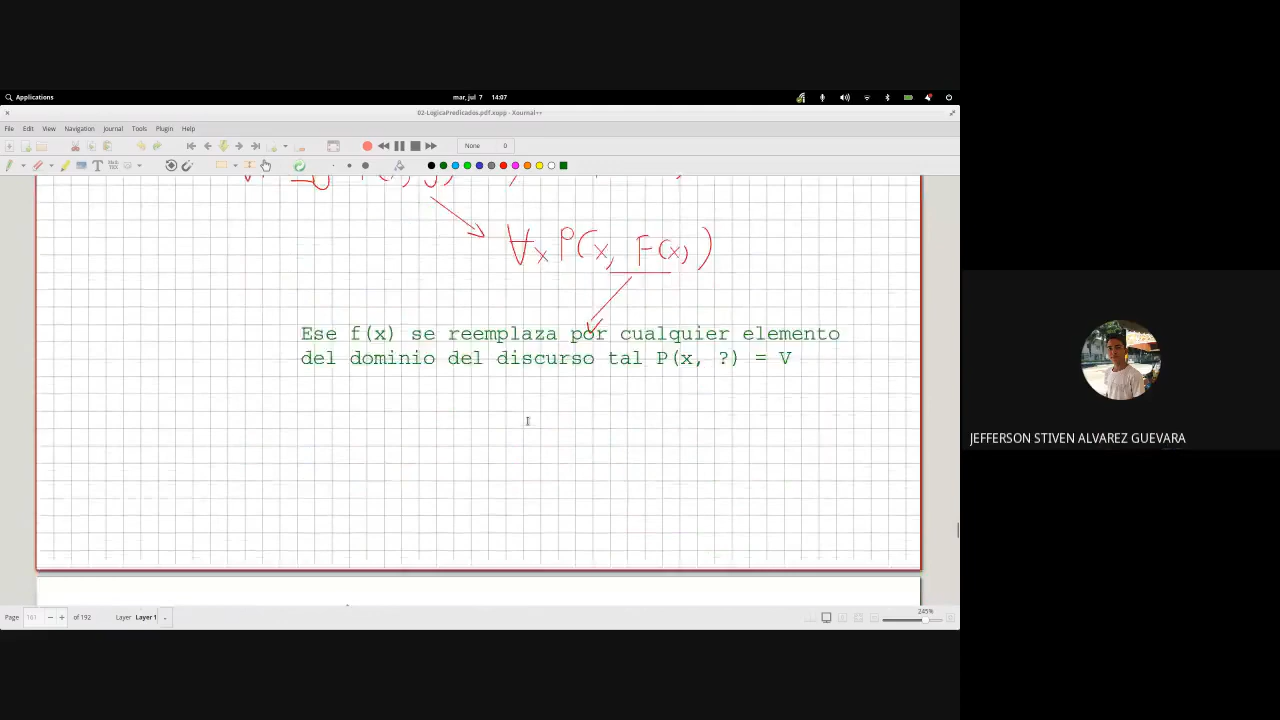 Applications
mar, jul 7 14:07
02-LogicaPredicados.pdf.xopp - Xournal++
File Edit View Navigation Journal Tools Plugin Help
None 0
∀x P(x, F(x))
Ese f(x) se reemplaza por cualquier elemento
del dominio del discurso tal P(x, ?) = V
JEFFERSON STIVEN ALVAREZ GUEVARA
Page 161 of 192 Layer Layer 1
245%